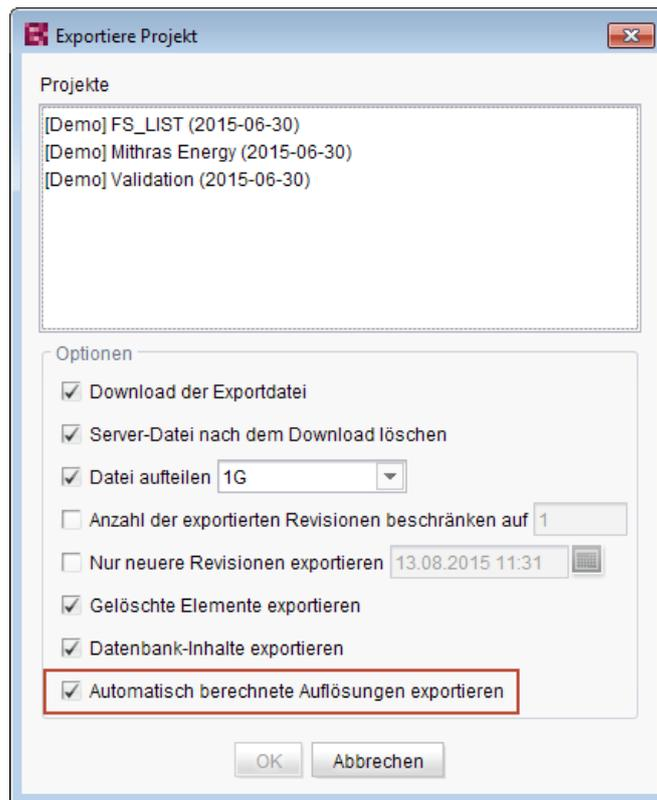 Exportiere Projekt
Projekte
[Demo] FS_LIST (2015-06-30)
[Demo] Mithras Energy (2015-06-30)
[Demo] Validation (2015-06-30)
Optionen
Download der Exportdatei
Server-Datei nach dem Download löschen
Datei aufteilen 1G
Anzahl der exportierten Revisionen beschränken auf 1
Nur neuere Revisionen exportieren 13.08.2015 11:31
Gelöschte Elemente exportieren
Datenbank-Inhalte exportieren
Automatisch berechnete Auflösungen exportieren
OK Abbrechen